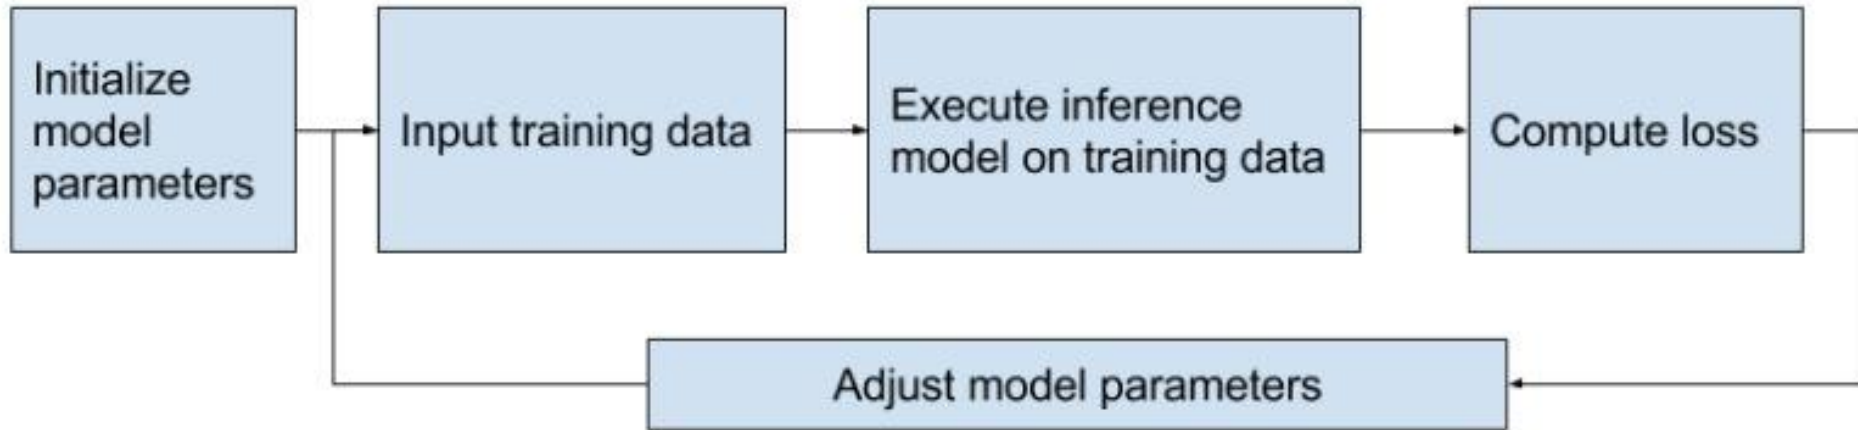 Initialize
model
parameters
Input training data
Execute inference
model on training data
Compute loss
Adjust model parameters